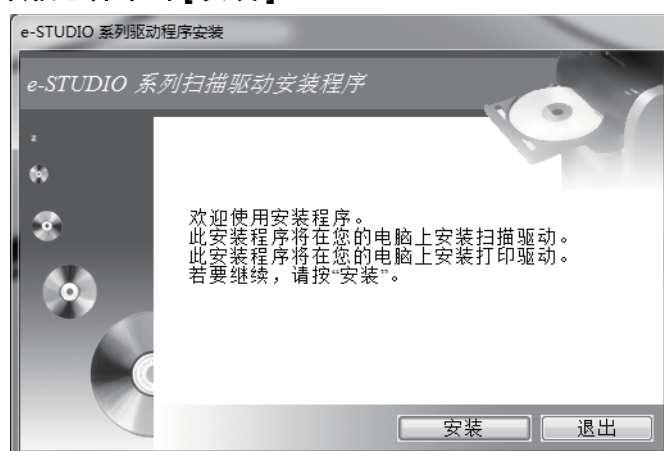 e-STUDIO 系列驱动程序安装
e-STUDIO 系列扫描驱动安装程序
欢迎使用安装程序。
此安装程序将在您的电脑上安装扫描驱动。
此安装程序将在您的电脑上安装打印驱动。
若要继续，请按“安装”。
安装
退出